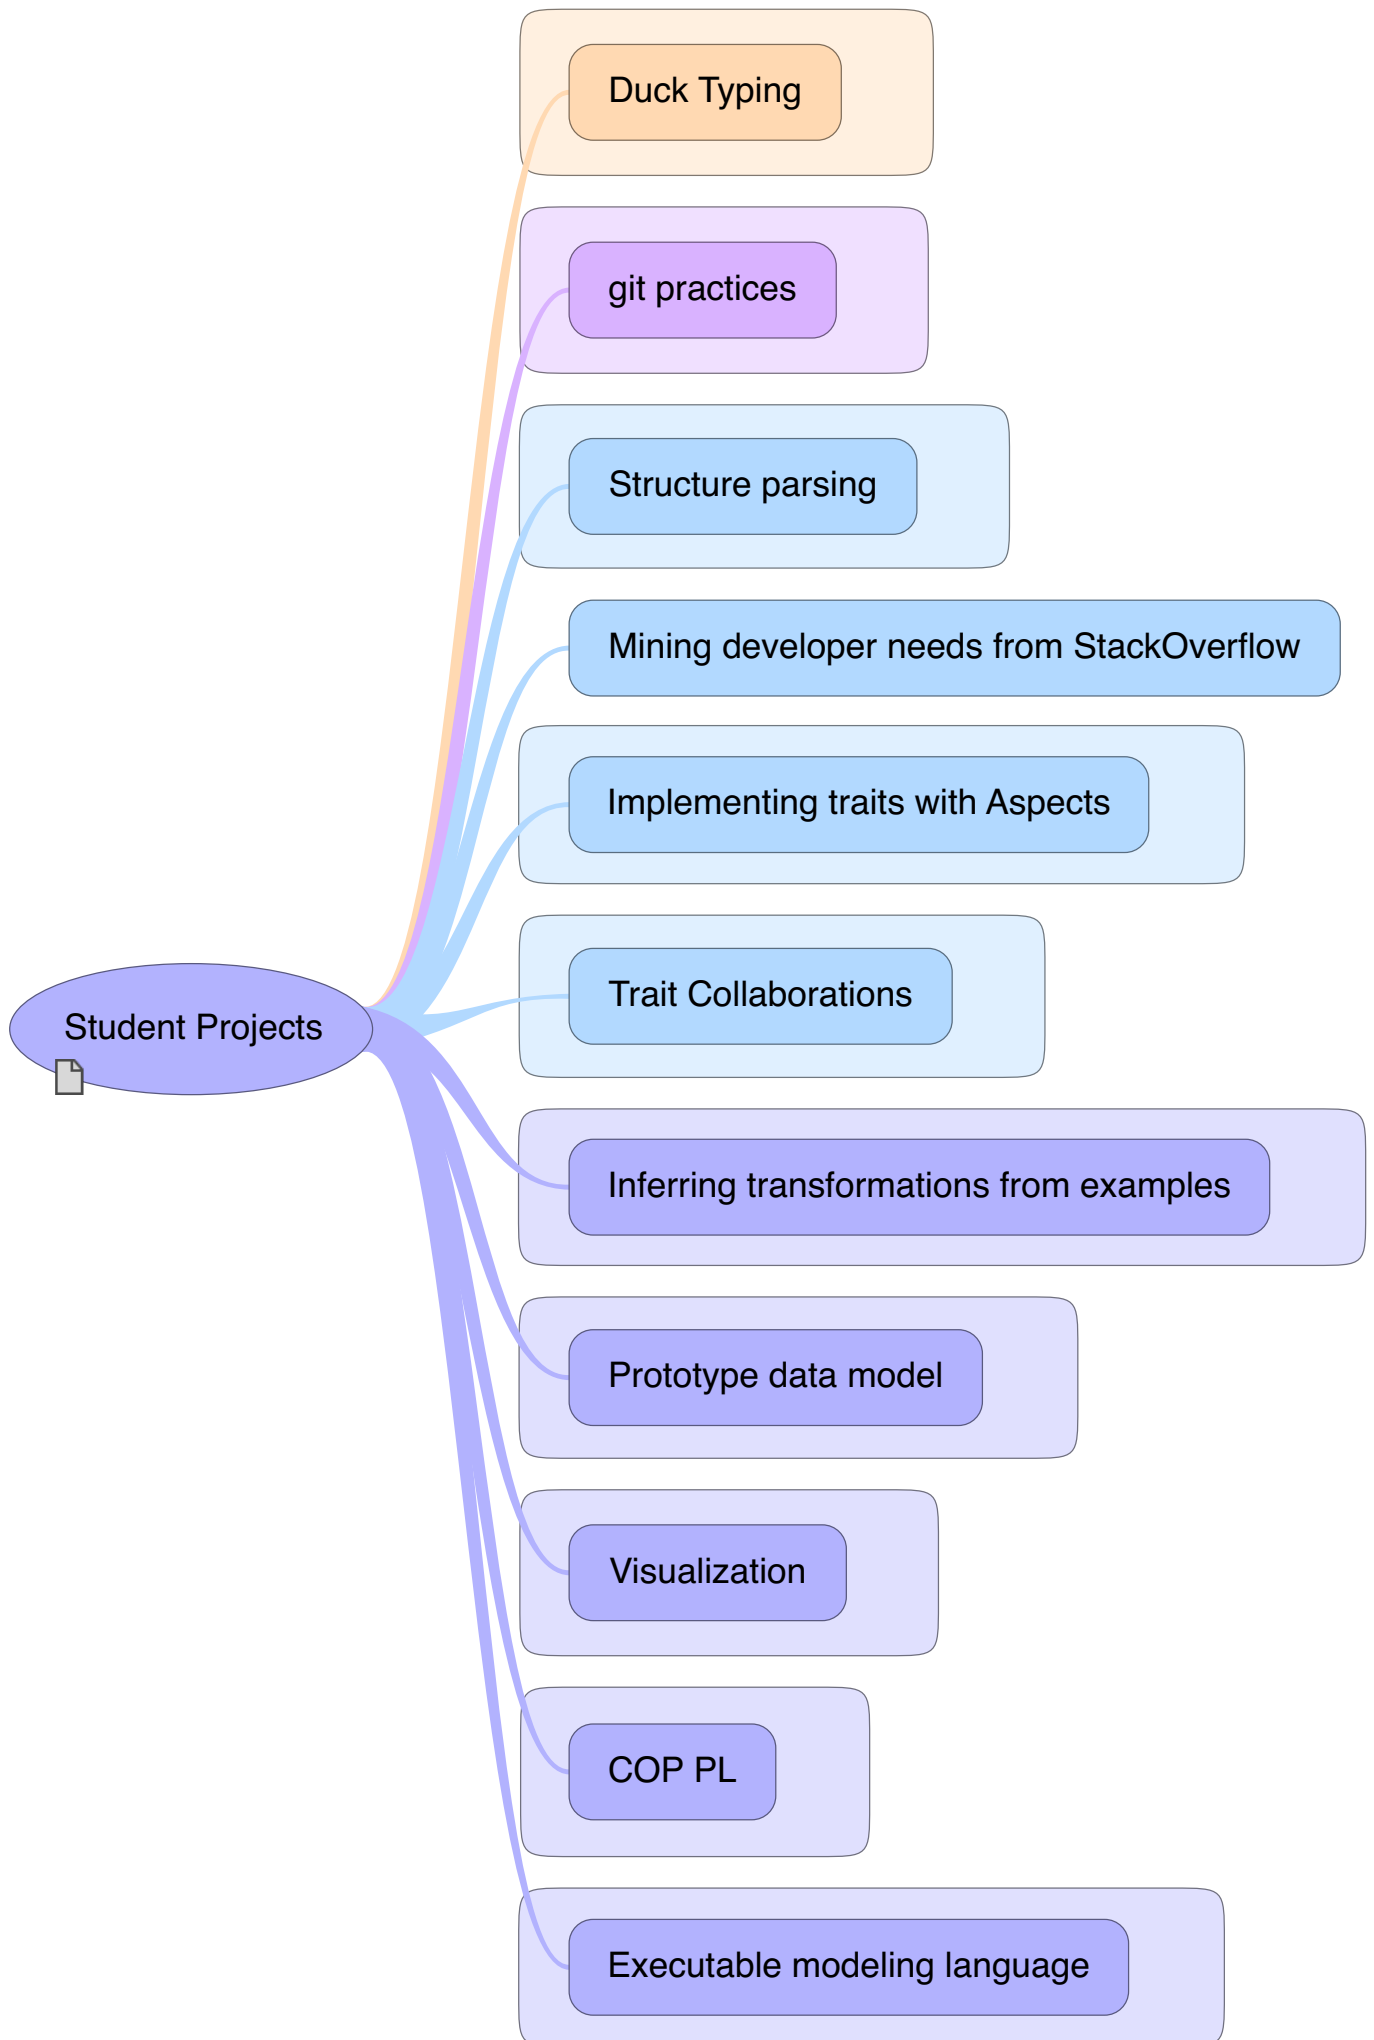 Duck Typing
git practices
Structure parsing
Mining developer needs from StackOverflow
Implementing traits with Aspects
Trait Collaborations
Student Projects
Inferring transformations from examples
Prototype data model
Visualization
COP PL
Executable modeling language